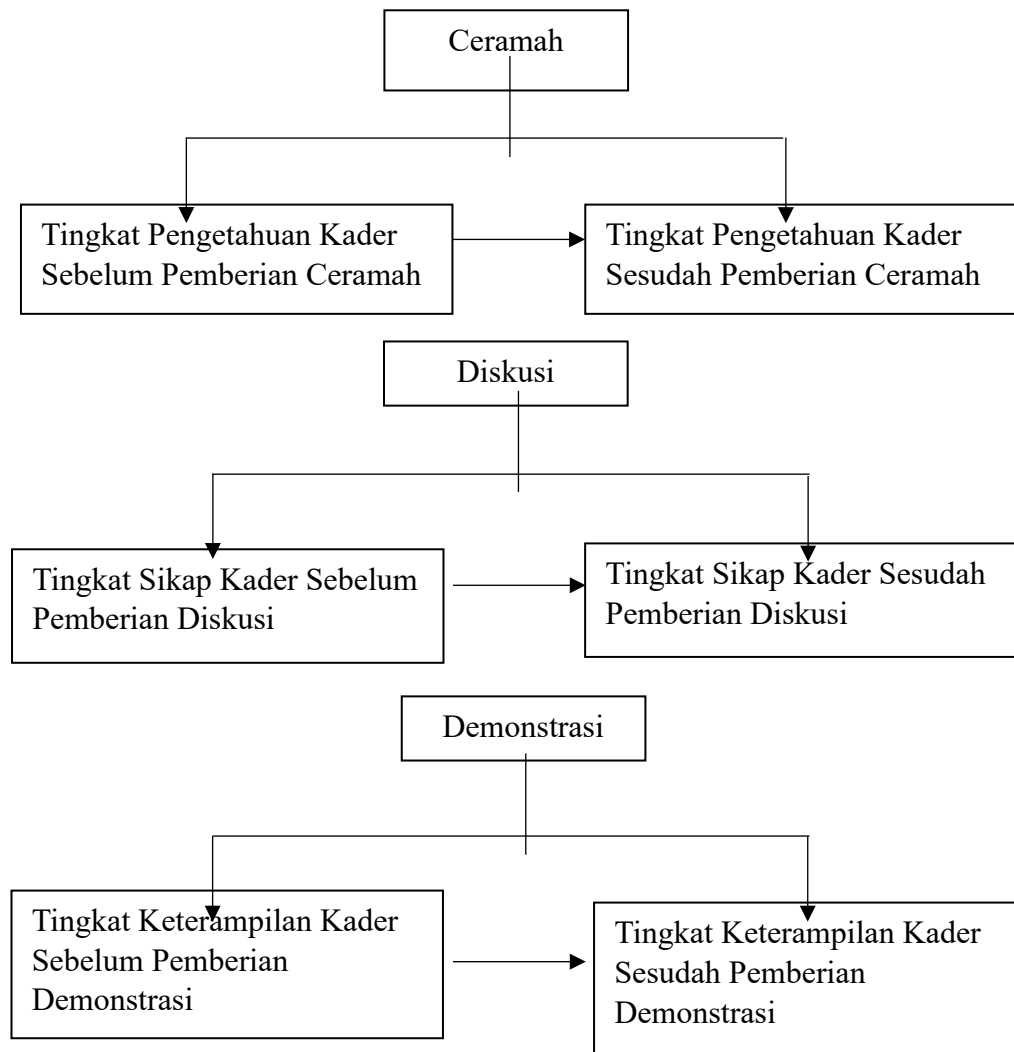 Ceramah
Tingkat Pengetahuan Kader
Sebelum Pemberian Ceramah
Tingkat Pengetahuan Kader
Sesudah Pemberian Ceramah
Diskusi
Tingkat Sikap Kader Sebelum
Pemberian Diskusi
Tingkat Sikap Kader Sesudah
Pemberian Diskusi
Demonstrasi
Tingkat Keterampilan Kader
Sebelum Pemberian
Demonstrasi
Tingkat Keterampilan Kader
Sesudah Pemberian
Demonstrasi